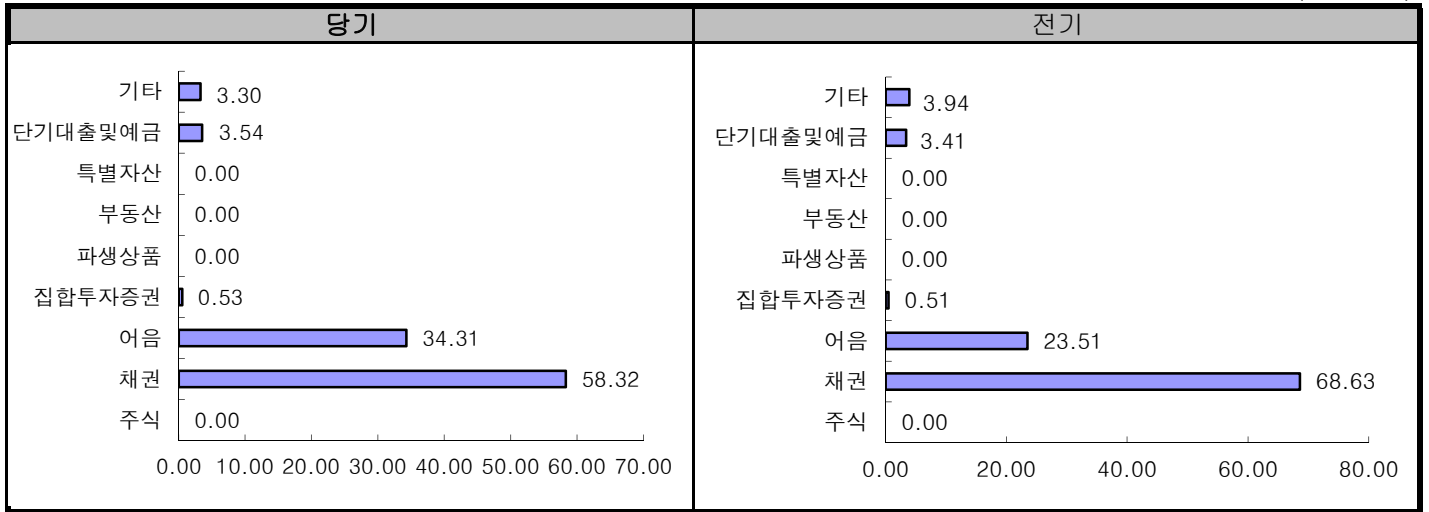 당기
전기
기타 3.30
단기대출및예금 3.54
특별자산 0.00
부동산 0.00
파생상품 0.00
집합투자증권 0.53
어음 34.31
채권 58.32
주식 0.00
0.00 10.00 20.00 30.00 40.00 50.00 60.00 70.00
기타 3.94
단기대출및예금 3.41
특별자산 0.00
부동산 0.00
파생상품 0.00
집합투자증권 0.51
어음 23.51
채권 68.63
주식 0.00
0.00 20.00 40.00 60.00 80.00